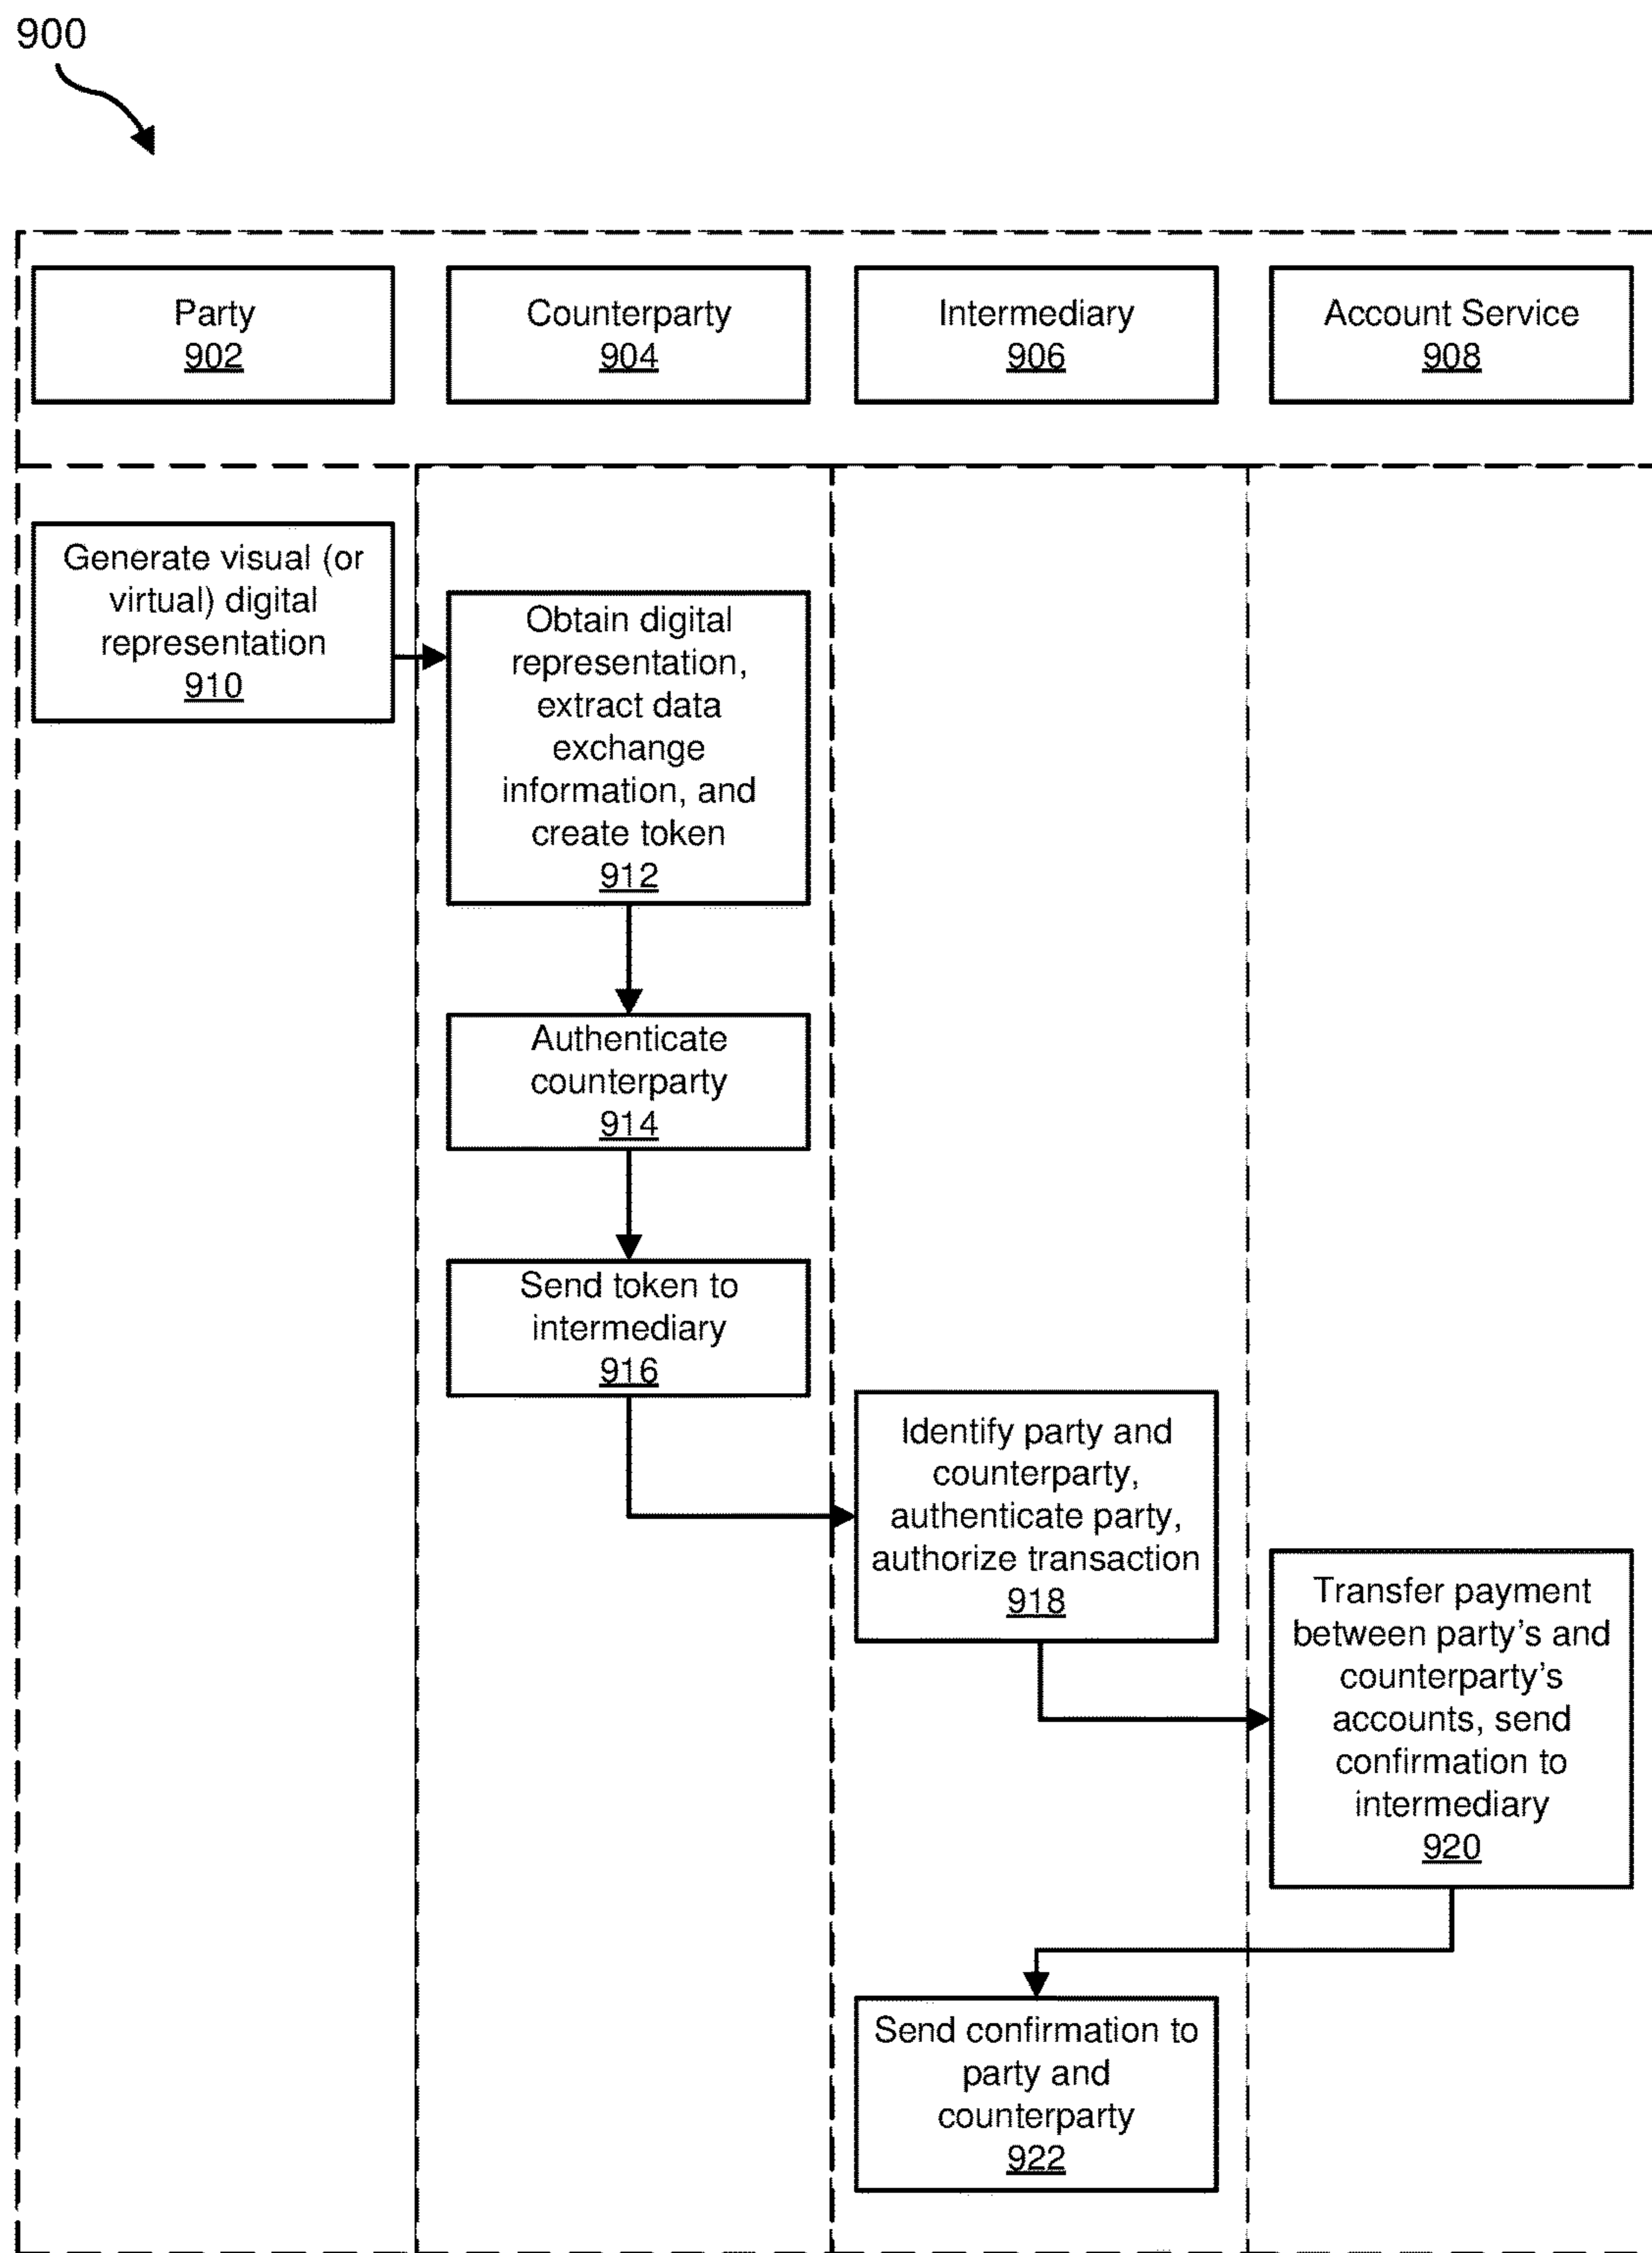 900
Party
902
Counterparty
904
Intermediary
906
Account Service
908
Generate visual (or
virtual) digital
representation
910
Obtain digital
representation,
extract data
exchange
information, and
create token
912
Authenticate
counterparty
914
Send token to
intermediary
916
Identify party and
counterparty,
authenticate party,
authorize transaction
918
Transfer payment
between party’s and
counterparty’s
accounts, send
confirmation to
intermediary
920
Send confirmation to
party and
counterparty
922